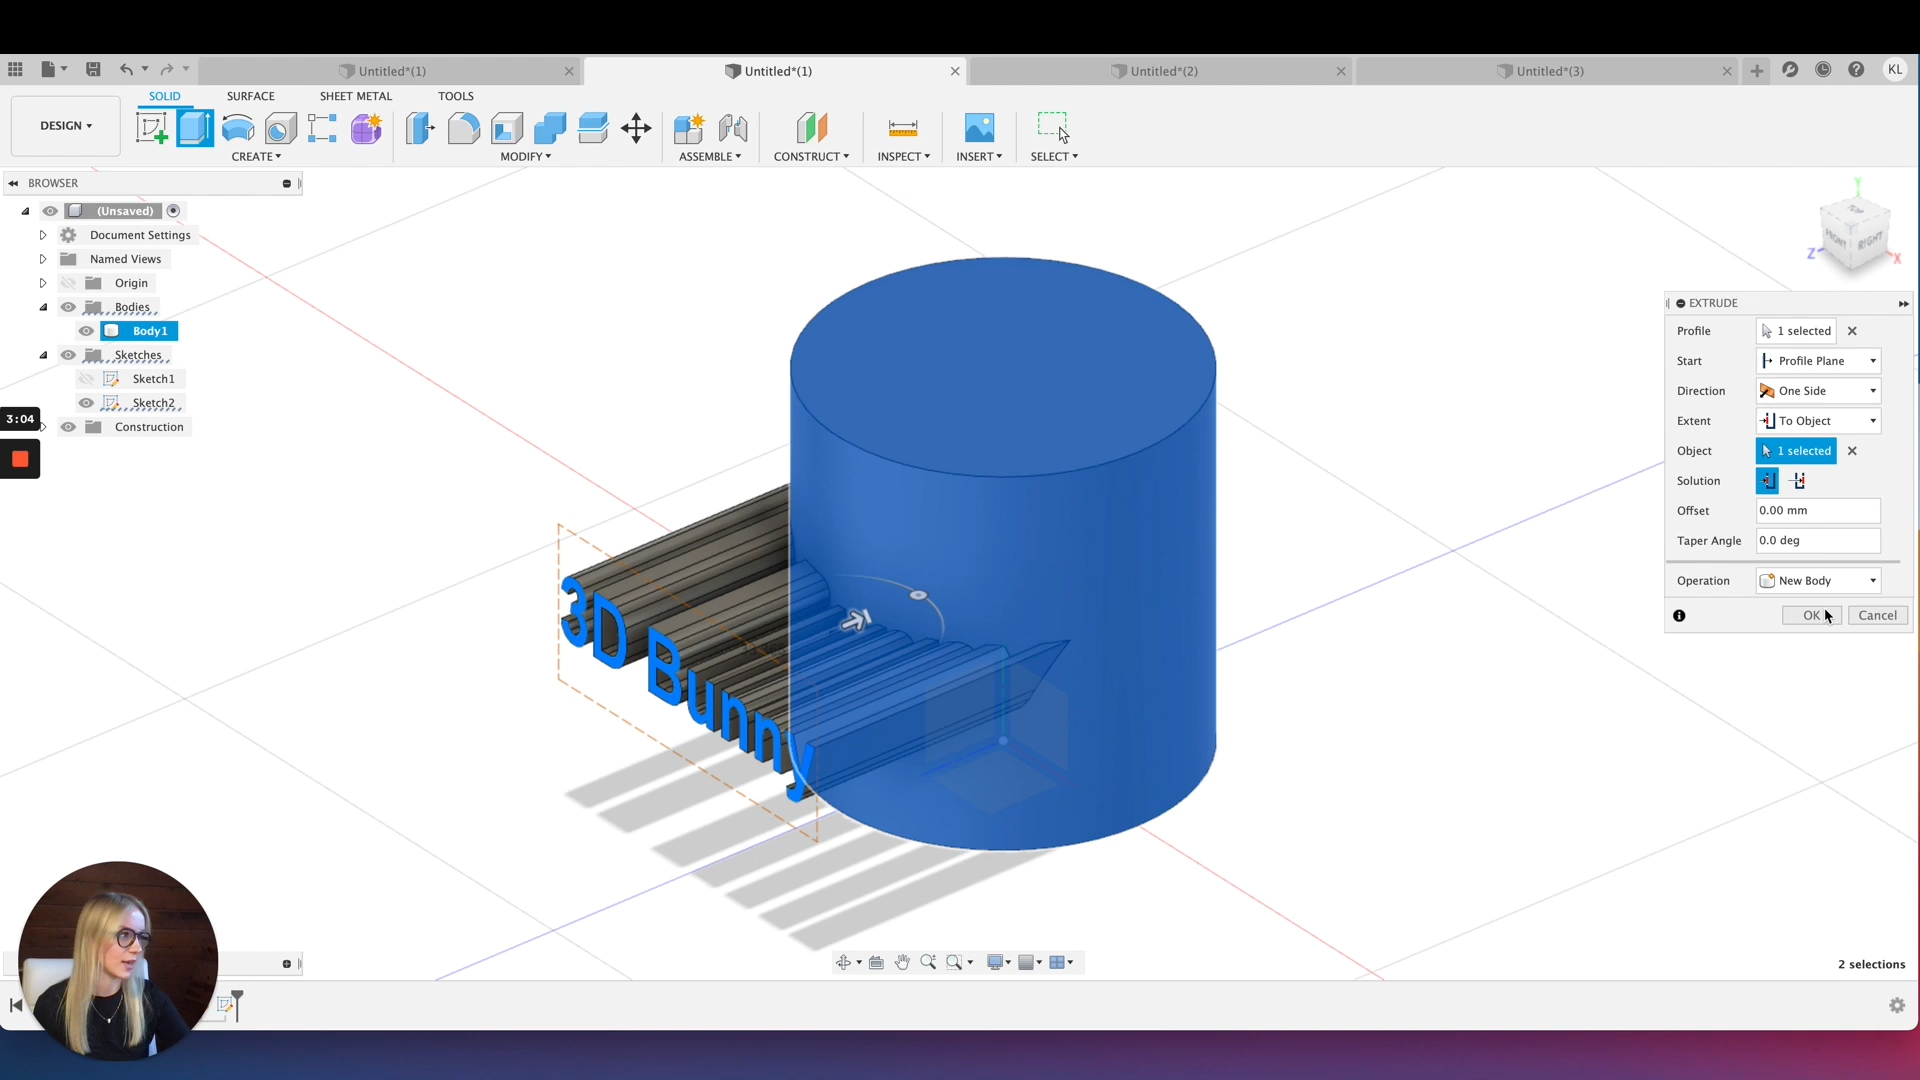 Untitled*(1)
Untitled*(1)
Untitled*(2)
Untitled*(3)
KL
DESIGN
SOLID
SURFACE
SHEET METAL
TOOLS
CREATE
MODIFY
ASSEMBLE
CONSTRUCT
INSPECT
INSERT
SELECT
BROWSER
(Unsaved)
Document Settings
Named Views
Origin
Bodies
Body1
Sketches
Sketch1
Sketch2
3:04
Construction
Y
TOP
FRONT
RIGHT
Z
X
EXTRUDE
Profile
1 selected
Start
Profile Plane
Direction
One Side
Extent
To Object
Object
1 selected
Solution
Offset
0.00 mm
Taper Angle
0.0 deg
Operation
New Body
OK
Cancel
3D Bunny
2 selections